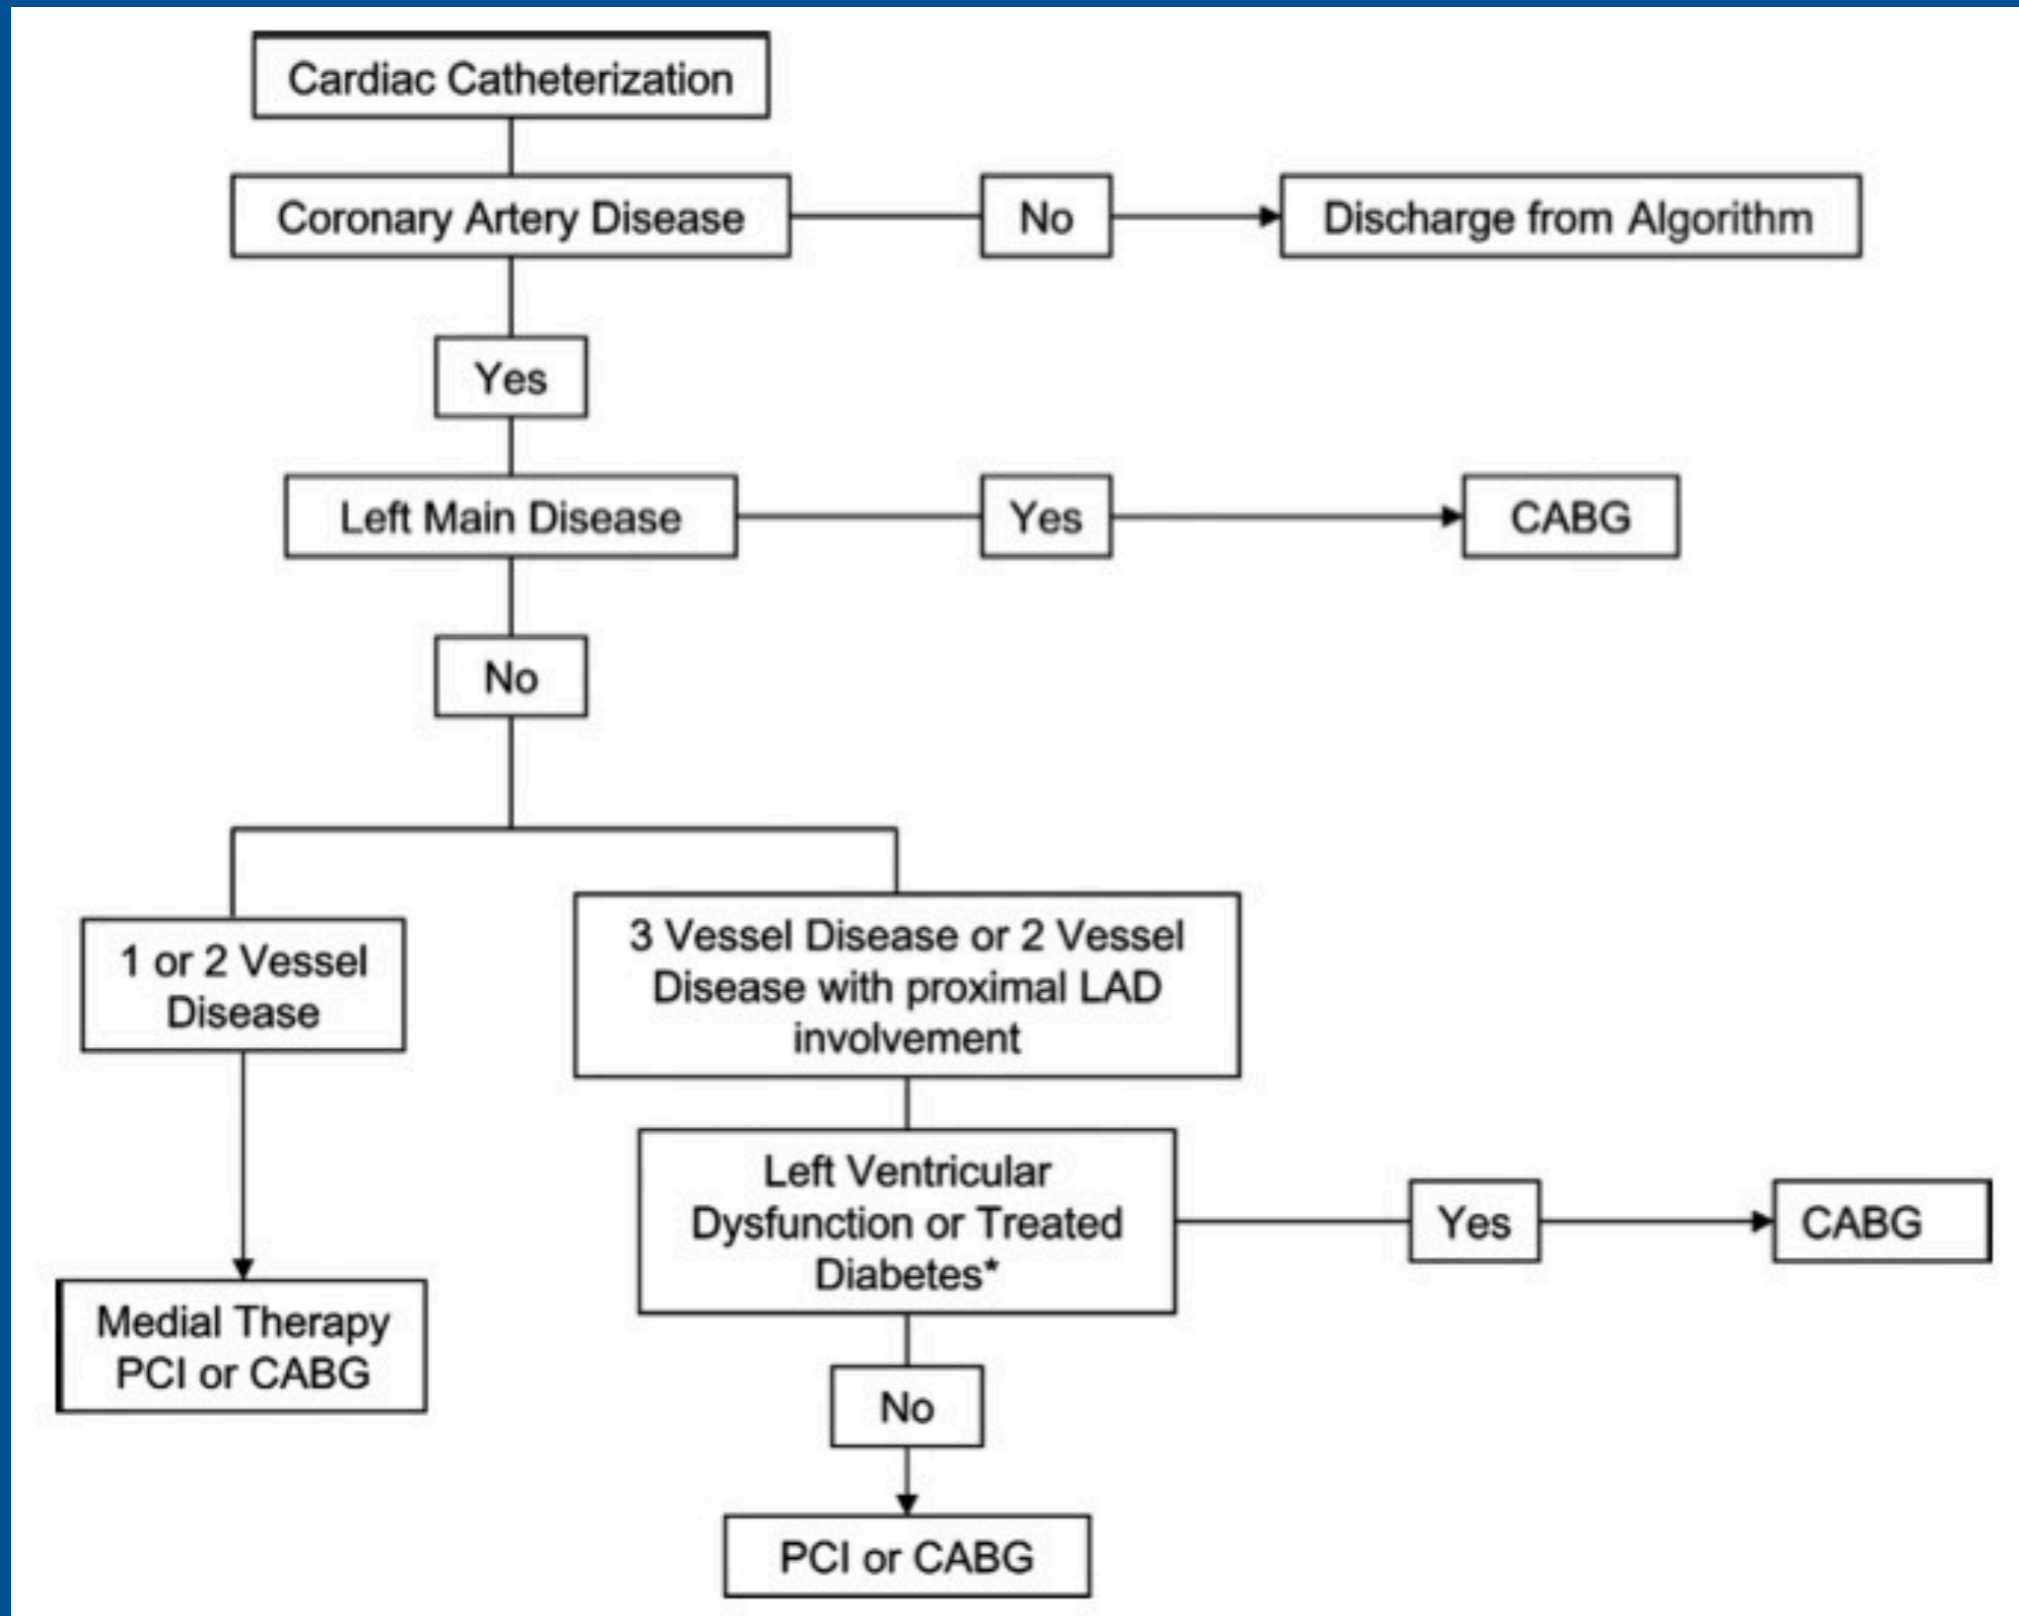 Cardiac Catheterization
Coronary Artery Disease
No
Discharge from Algorithm
Yes
Left Main Disease
Yes
CABG
No
1 or 2 Vessel
Disease
3 Vessel Disease or 2 Vessel
Disease with proximal LAD
involvement
Left Ventricular
Dysfunction or Treated
Diabetes*
Yes
CABG
Medial Therapy
PCI or CABG
No
PCI or CABG